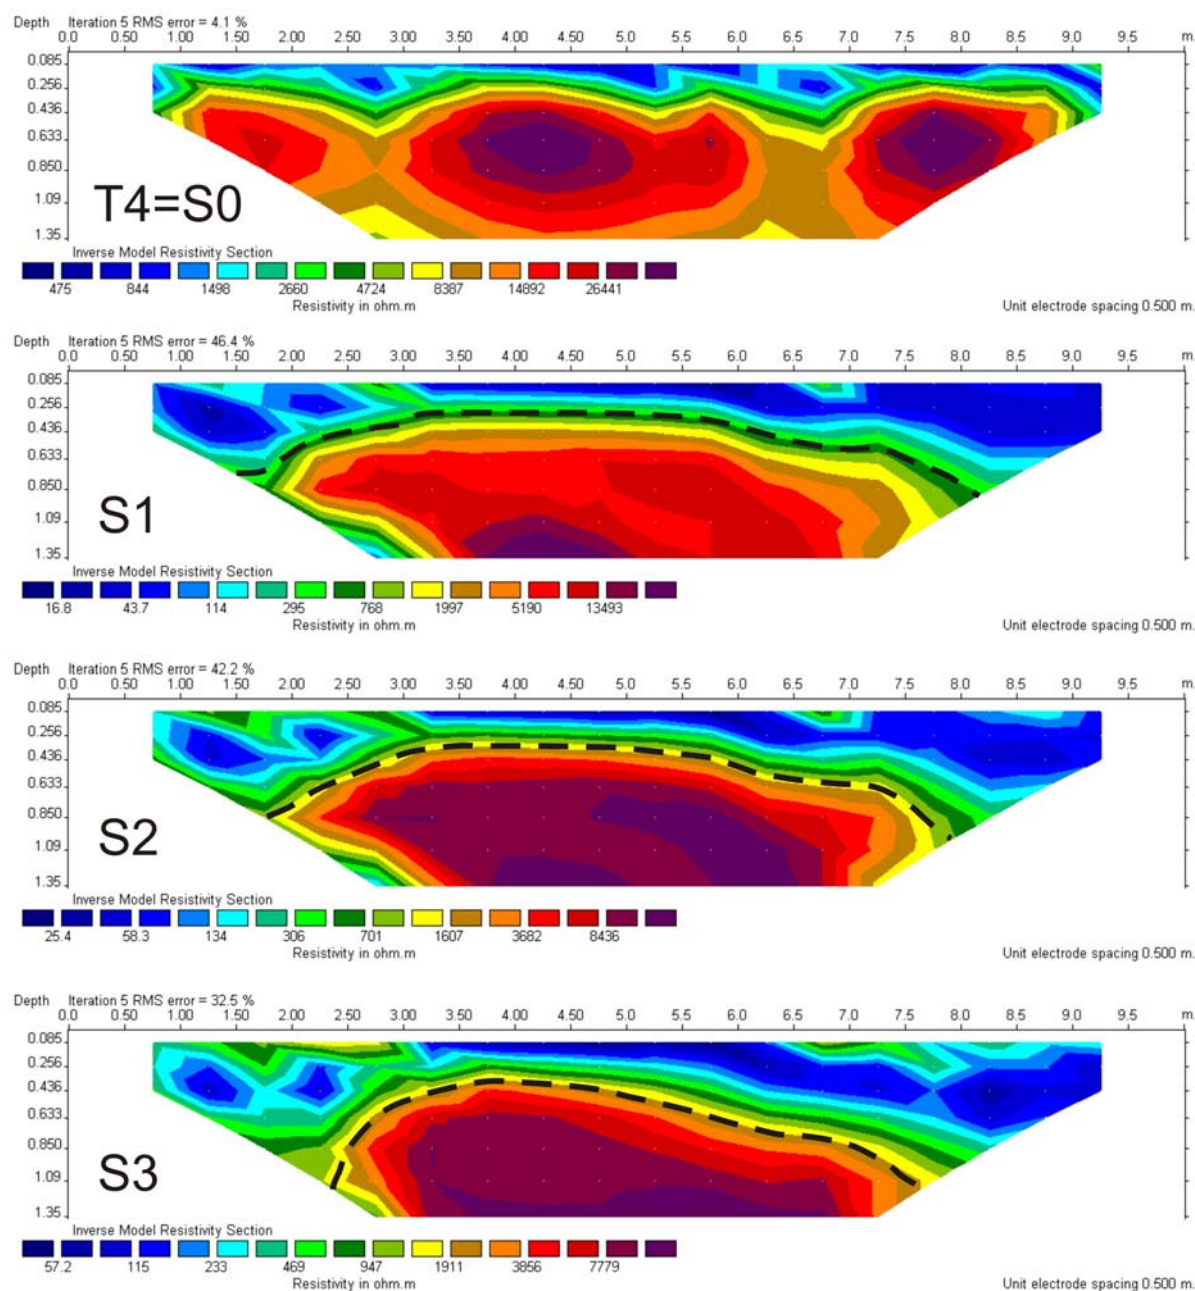 Depth Iteration 5 RMS error = 4.1 %
0.0 0.50 1.00 1.50 2.00 2.50 3.00 3.50 4.00 4.50 5.0 5.5 6.0 6.5 7.0 7.5 8.0 8.5 9.0 9.5 m.
0.085
0.256
0.436
0.633
0.850
1.09
1.35
T4=S0
Inverse Model Resistivity Section
475 844 1498 2660 4724 8387 14892 26441
Resistivity in ohm.m Unit electrode spacing 0.500 m.
Depth Iteration 5 RMS error = 46.4 %
0.0 0.50 1.00 1.50 2.00 2.50 3.00 3.50 4.00 4.50 5.0 5.5 6.0 6.5 7.0 7.5 8.0 8.5 9.0 9.5 m.
0.085
0.256
0.436
0.633
0.850
1.09
1.35
S1
Inverse Model Resistivity Section
16.8 43.7 114 295 768 1997 5190 13493
Resistivity in ohm.m Unit electrode spacing 0.500 m.
Depth Iteration 5 RMS error = 42.2 %
0.0 0.50 1.00 1.50 2.00 2.50 3.00 3.50 4.00 4.50 5.0 5.5 6.0 6.5 7.0 7.5 8.0 8.5 9.0 9.5 m.
0.085
0.256
0.436
0.633
0.850
1.09
1.35
S2
Inverse Model Resistivity Section
25.4 58.3 134 306 701 1607 3682 8436
Resistivity in ohm.m Unit electrode spacing 0.500 m.
Depth Iteration 5 RMS error = 32.5 %
0.0 0.50 1.00 1.50 2.00 2.50 3.00 3.50 4.00 4.50 5.0 5.5 6.0 6.5 7.0 7.5 8.0 8.5 9.0 9.5 m.
0.085
0.256
0.436
0.633
0.850
1.09
1.35
S3
Inverse Model Resistivity Section
57.2 115 233 469 947 1911 3856 7779
Resistivity in ohm.m Unit electrode spacing 0.500 m.